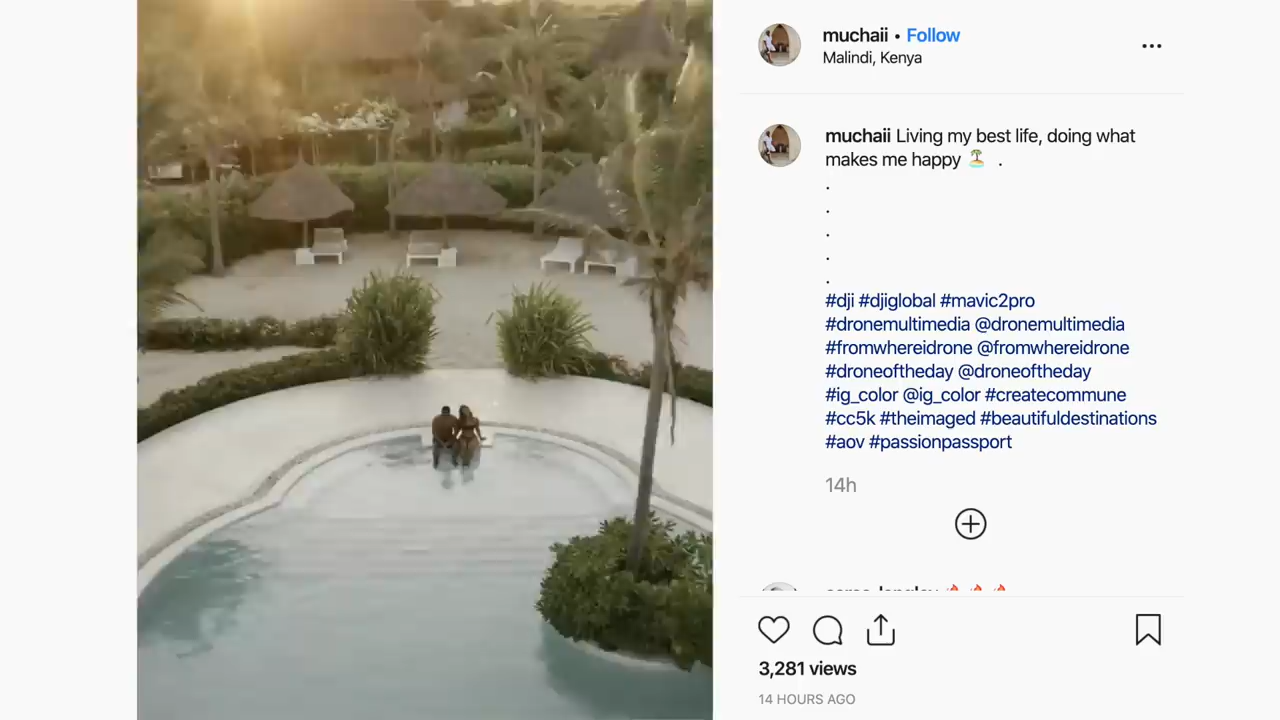 muchaii • Follow
Malindi, Kenya
muchaii Living my best life, doing what
makes me happy 🏝️ .
.
.
.
.
.
#dji #djiglobal #mavic2pro
#dronemultimedia @dronemultimedia
#fromwhereidrone @fromwhereidrone
#droneoftheday @droneoftheday
#ig_color @ig_color #createcommune
#cc5k #theimaged #beautifuldestinations
#aov #passionpassport
14h
3,281 views
14 HOURS AGO